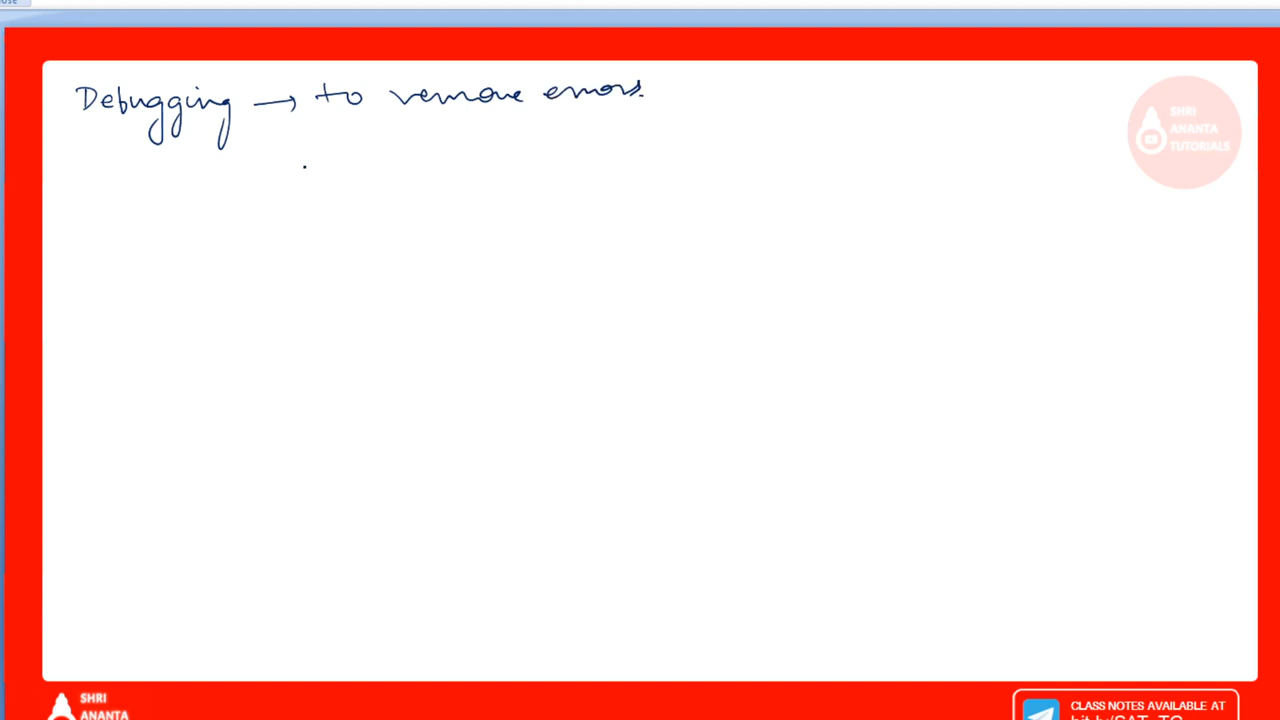 Debugging → to remove errors.
SHRI
ANANTA
TUTORIALS
SHRI
ANANTA
CLASS NOTES AVAILABLE AT